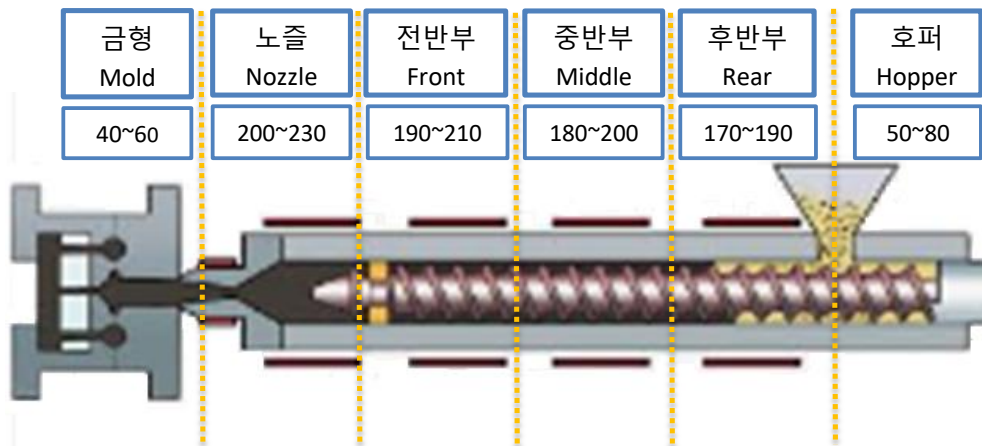 금형
Mold
노즐
Nozzle
전반부
Front
중반부
Middle
후반부
Rear
호퍼
Hopper
40~60
200~230
190~210
180~200
170~190
50~80